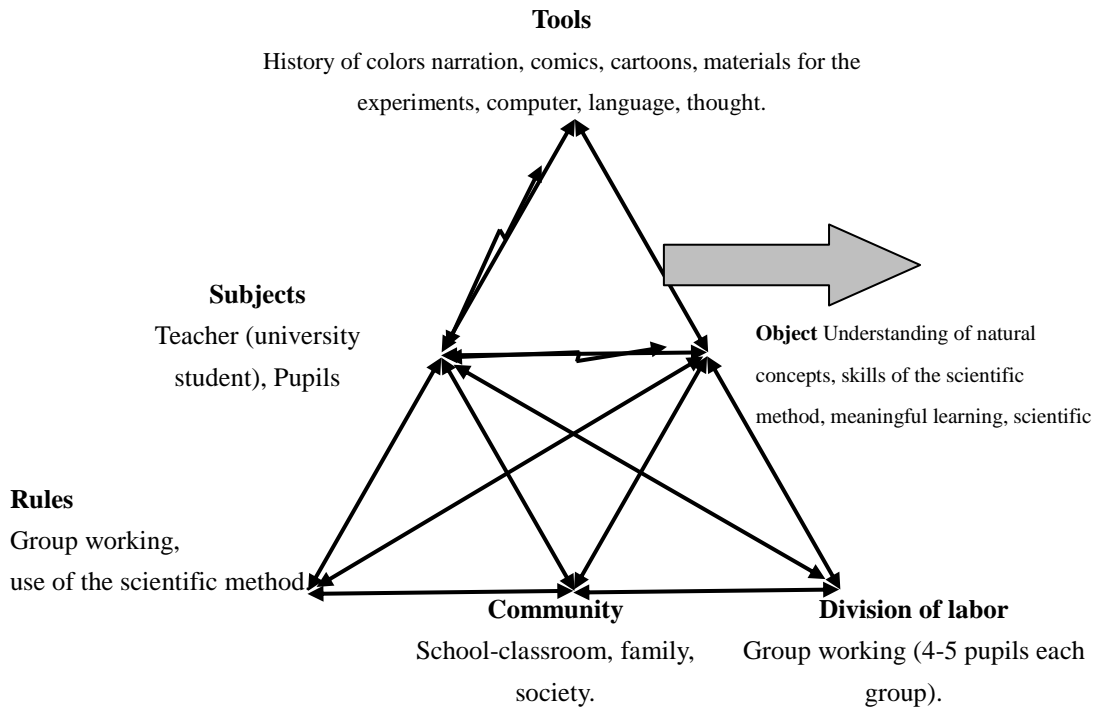 Tools
History of colors narration, comics, cartoons, materials for the
experiments, computer, language, thought.
Subjects
Teacher (university
student), Pupils
Object Understanding of natural
concepts, skills of the scientific
method, meaningful learning, scientific
Rules
Group working,
use of the scientific method
Community
School-classroom, family,
society.
Division of labor
Group working (4-5 pupils each
group).